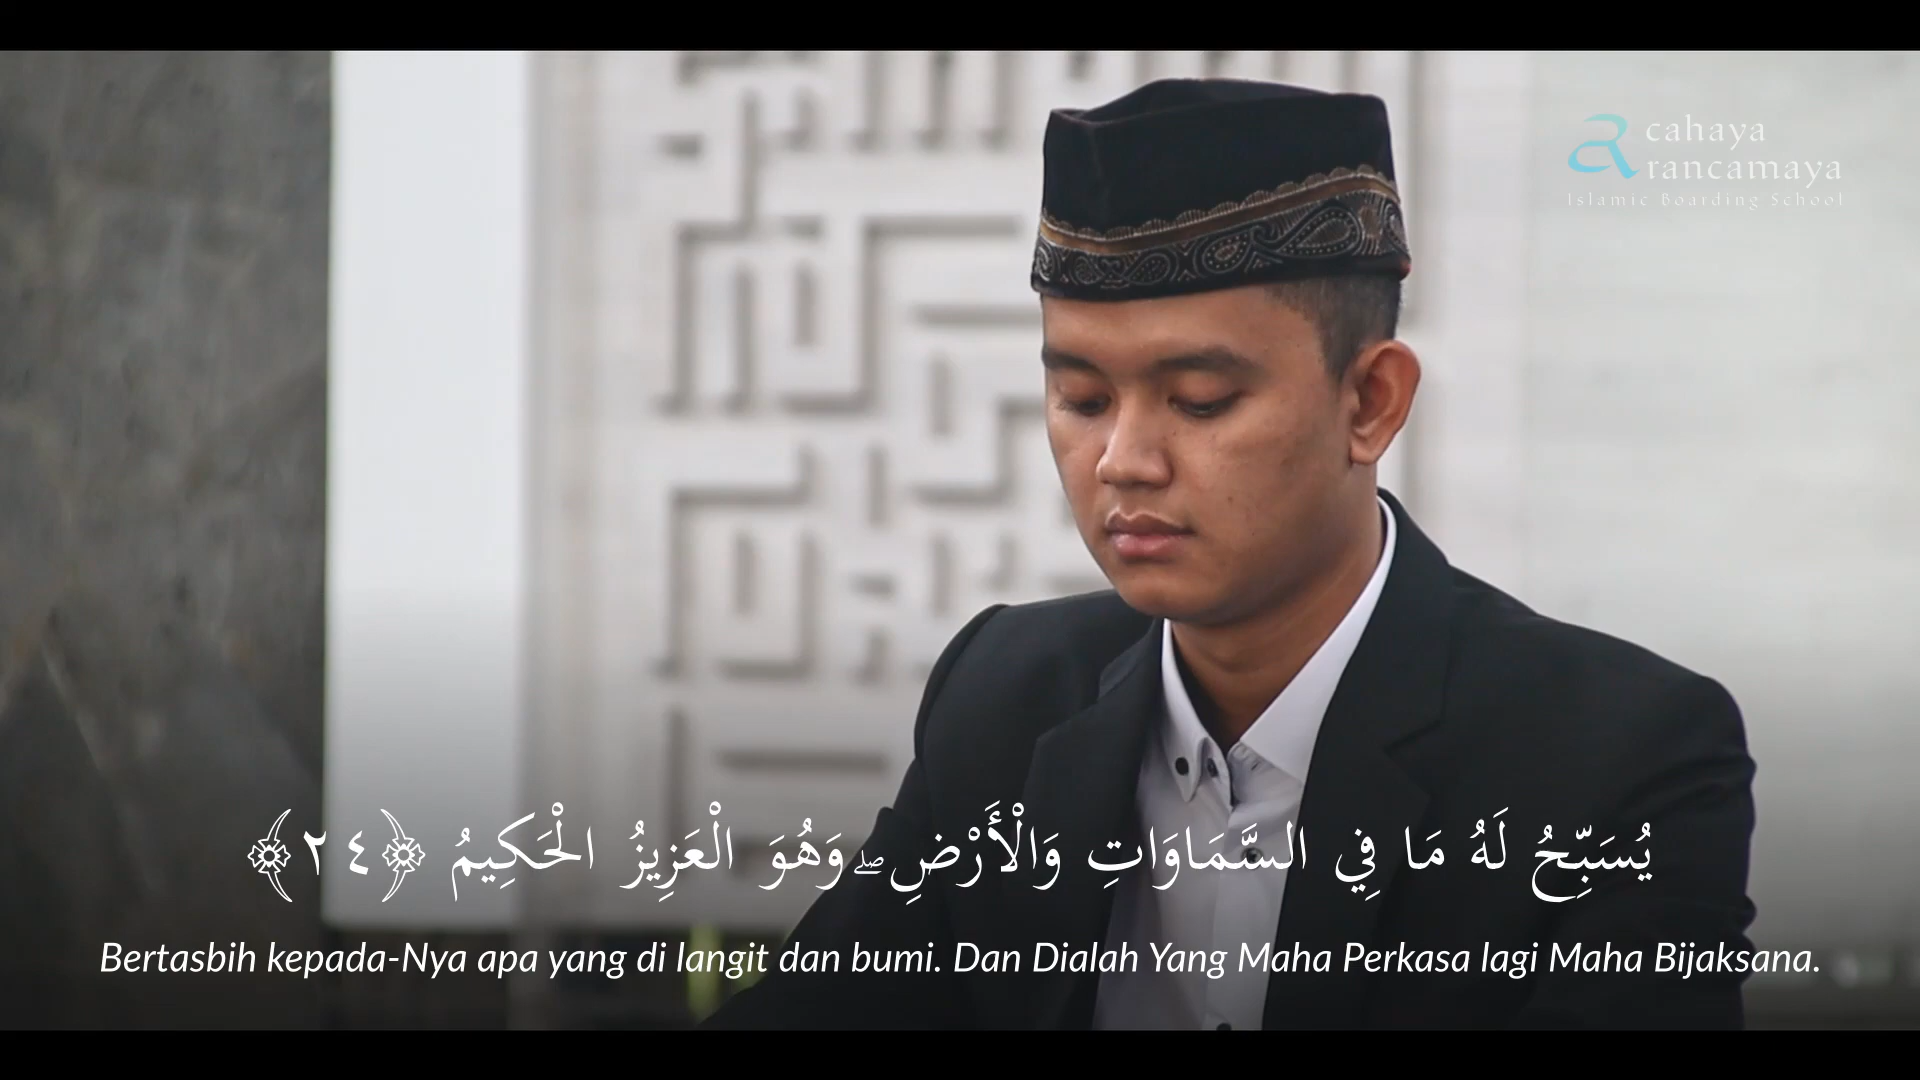 cahaya
rancamaya
Islamic Boarding School
يُسَبِّحُ لَهُ مَا فِي السَّمَاوَاتِ وَالْأَرْضِ ۖ وَهُوَ الْعَزِيزُ الْحَكِيمُ ﴿٢٤﴾
Bertasbih kepada-Nya apa yang di langit dan bumi. Dan Dialah Yang Maha Perkasa lagi Maha Bijaksana.